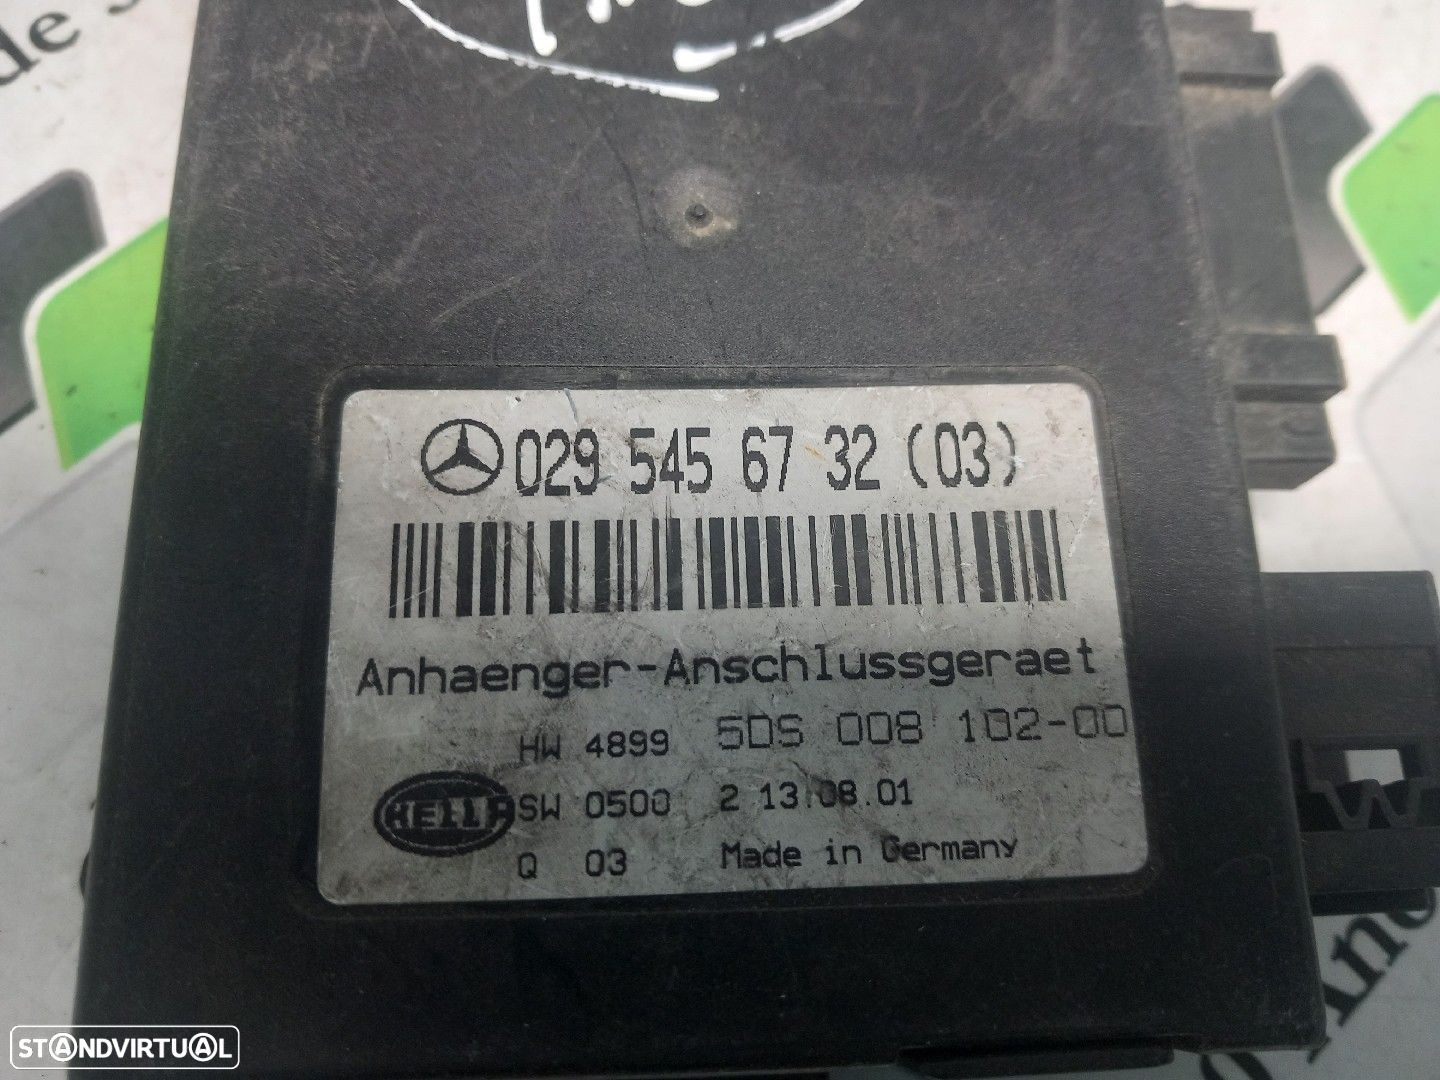 de
029 545 67 32 (03)
Anhaenger-Anschlussgeraet
HW 4899 5DS 008 102-00
HELLA SW 0500 2 13.08.01
Q 03 Made in Germany
STANDVIRTUAL